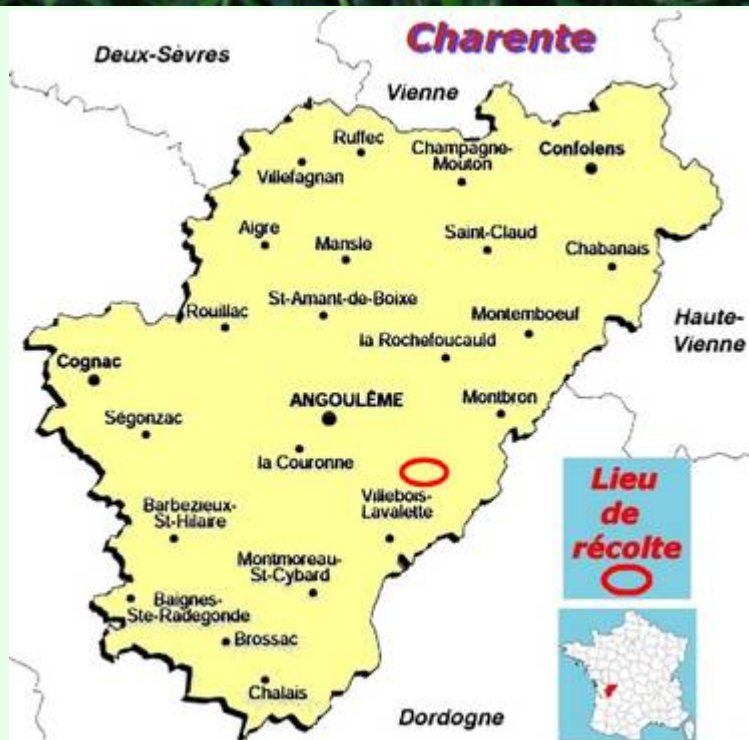 Charente
Deux-Sèvres
Vienne
Ruffec
Champagne-
Mouton
Confolens
Villefagnan
Aigre
Mansle
Saint-Claud
Chabanais
St-Amant-de-Boixe
Rouillac
Montemboeuf
Haute-
Vienne
la Rochefoucauld
Cognac
ANGOULÊME
Montbron
Ségonzac
la Couronne
Villebois-
Lavalette
Lieu
de
récolte
Barbezieux-
St-Hilaire
Montmoreau-
St-Cybard
Baignes-
Ste-Radegonde
Brossac
Chalais
Dordogne